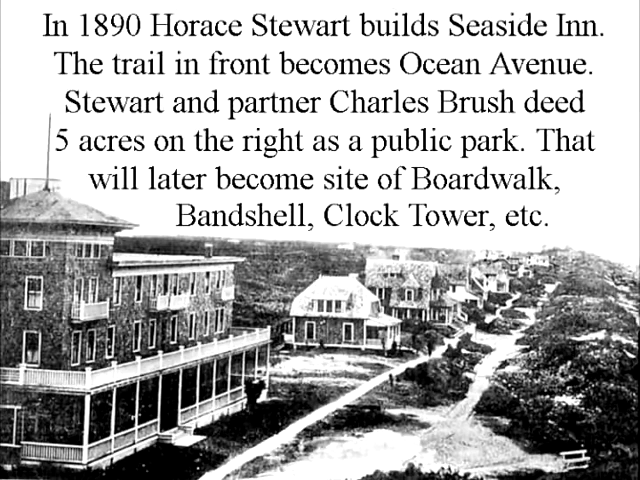 In 1890 Horace Stewart builds Seaside Inn.
The trail in front becomes Ocean Avenue.
Stewart and partner Charles Brush deed
5 acres on the right as a public park. That
will later become site of Boardwalk,
Bandshell, Clock Tower, etc.